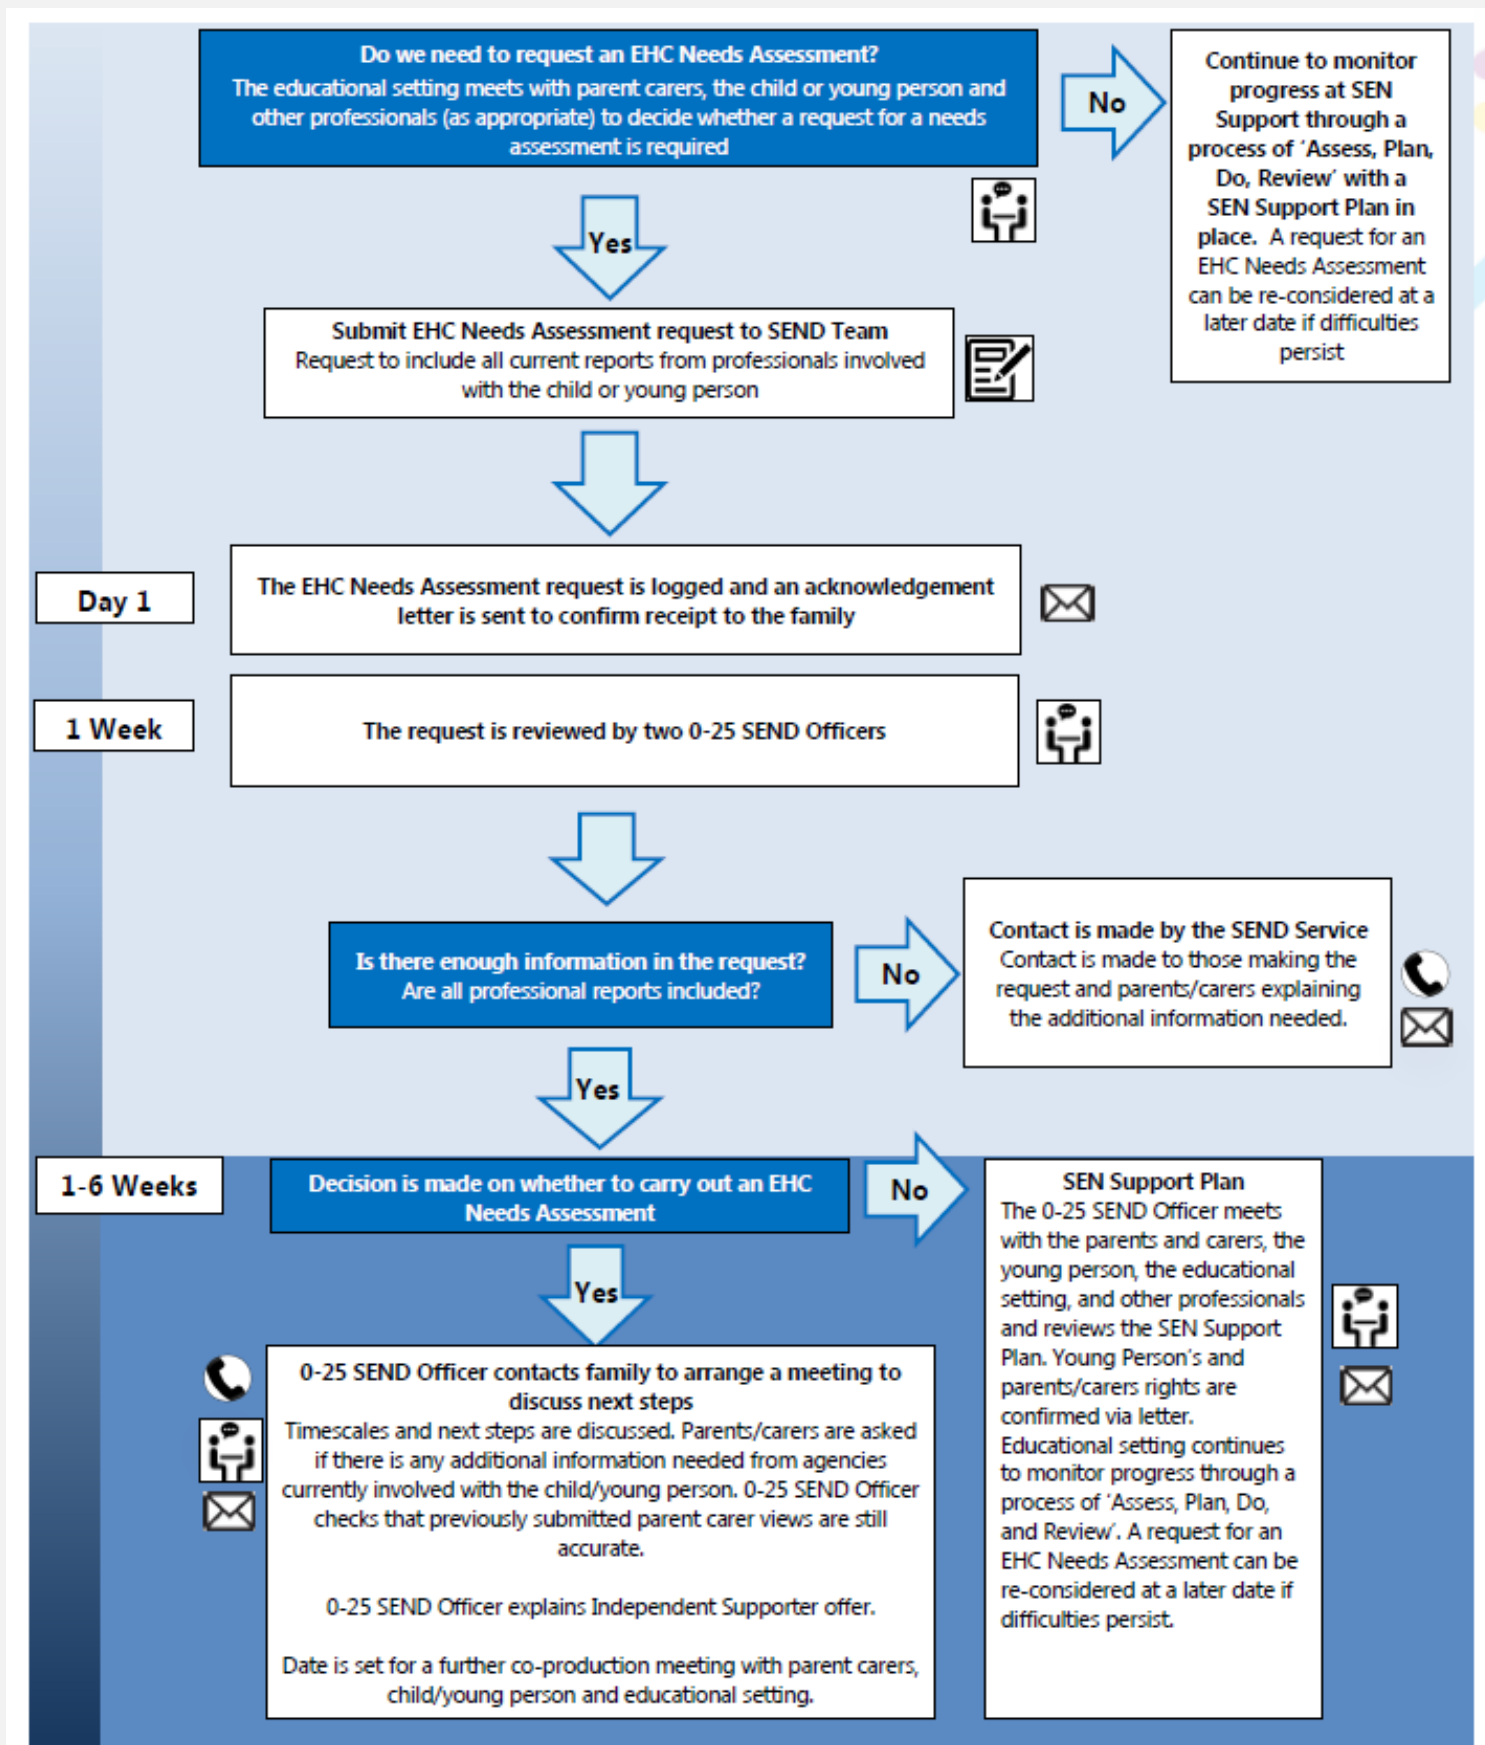 Do we need to request an EHC Needs Assessment?
The educational setting meets with parent carers, the child or young person and
other professionals (as appropriate) to decide whether a request for a needs
assessment is required
No
Continue to monitor
progress at SEN
Support through a
process of ‘Assess, Plan,
Do, Review’ with a
SEN Support Plan in
place. A request for an
EHC Needs Assessment
can be re-considered at a
later date if difficulties
persist
Yes
Submit EHC Needs Assessment request to SEND Team
Request to include all current reports from professionals involved
with the child or young person
Day 1
The EHC Needs Assessment request is logged and an acknowledgement
letter is sent to confirm receipt to the family
1 Week
The request is reviewed by two 0-25 SEND Officers
Is there enough information in the request?
Are all professional reports included?
No
Contact is made by the SEND Service
Contact is made to those making the
request and parents/carers explaining
the additional information needed.
Yes
1-6 Weeks
Decision is made on whether to carry out an EHC
Needs Assessment
No
SEN Support Plan
The 0-25 SEND Officer meets
with the parents and carers, the
young person, the educational
setting, and other professionals
and reviews the SEN Support
Plan. Young Person’s and
parents/carers rights are
confirmed via letter.
Educational setting continues
to monitor progress through a
process of ‘Assess, Plan, Do,
and Review’. A request for an
EHC Needs Assessment can be
re-considered at a later date if
difficulties persist.
Yes
0-25 SEND Officer contacts family to arrange a meeting to
discuss next steps
Timescales and next steps are discussed. Parents/carers are asked
if there is any additional information needed from agencies
currently involved with the child/young person. 0-25 SEND Officer
checks that previously submitted parent carer views are still
accurate.
0-25 SEND Officer explains Independent Supporter offer.
Date is set for a further co-production meeting with parent carers,
child/young person and educational setting.